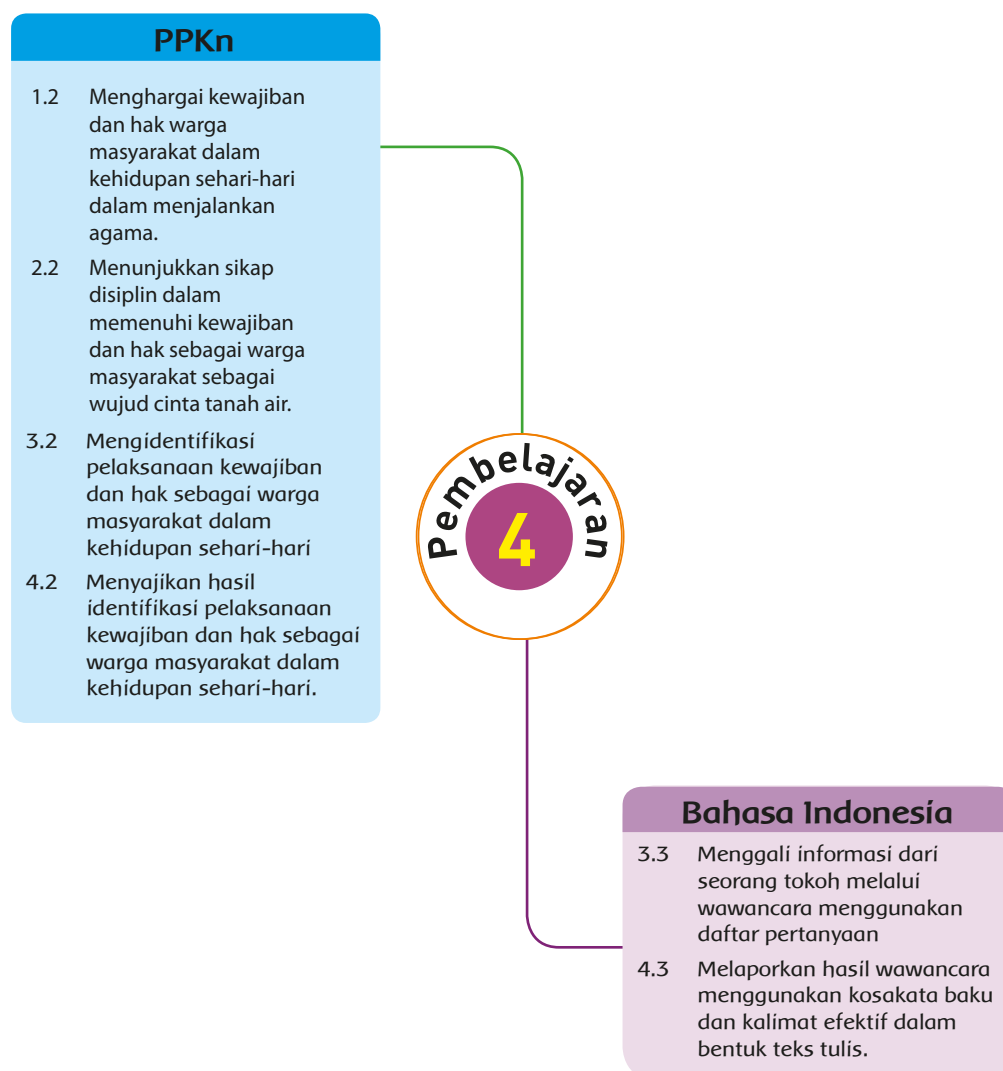 PPKn
1.2 Menghargai kewajiban
dan hak warga
masyarakat dalam
kehidupan sehari-hari
dalam menjalankan
agama.
2.2 Menunjukkan sikap
disiplin dalam
memenuhi kewajiban
dan hak sebagai warga
masyarakat sebagai
wujud cinta tanah air.
3.2 Mengidentifikasi
pelaksanaan kewajiban
dan hak sebagai warga
masyarakat dalam
kehidupan sehari-hari
4.2 Menyajikan hasil
identifikasi pelaksanaan
kewajiban dan hak sebagai
warga masyarakat dalam
kehidupan sehari-hari.
Pembelajaran
4
Bahasa Indonesia
3.3 Menggali informasi dari
seorang tokoh melalui
wawancara menggunakan
daftar pertanyaan
4.3 Melaporkan hasil wawancara
menggunakan kosakata baku
dan kalimat efektif dalam
bentuk teks tulis.